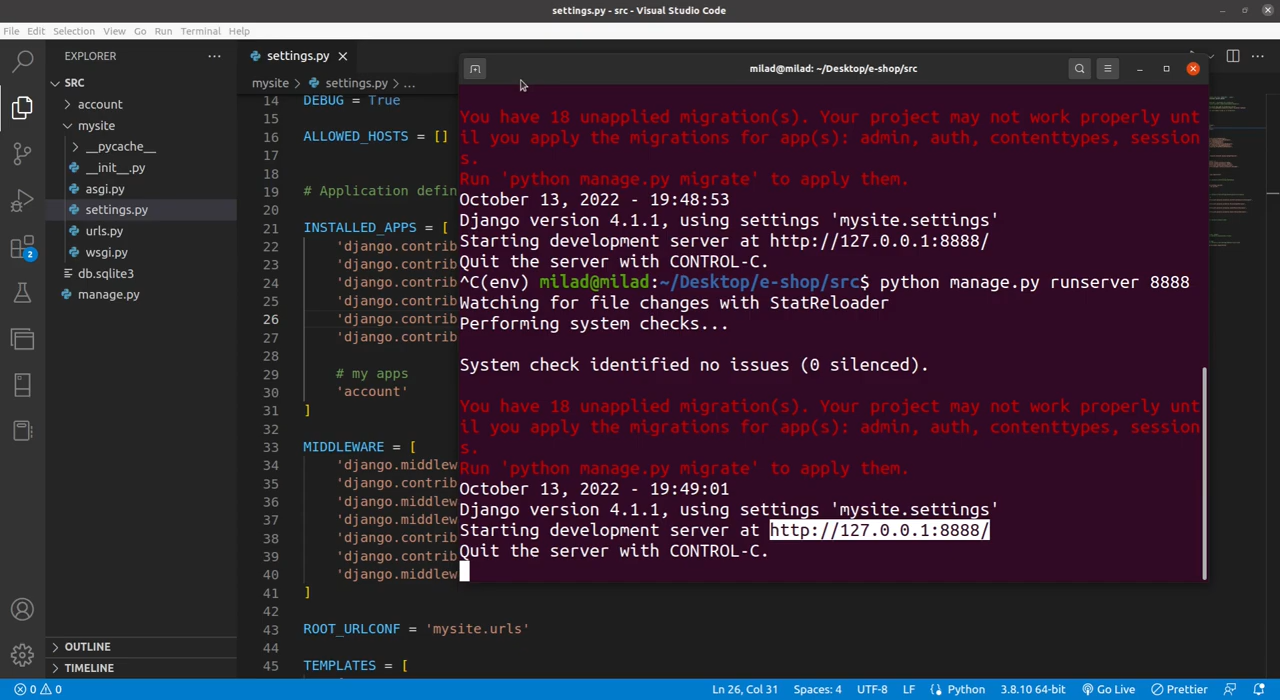 settings.py - src - Visual Studio Code
File Edit Selection View Go Run Terminal Help
EXPLORER
SRC
account
mysite
__pycache__
__init__.py
asgi.py
settings.py
urls.py
wsgi.py
db.sqlite3
manage.py
OUTLINE
TIMELINE
2
settings.py
mysite > settings.py > ...
14 DEBUG = True
15
16 ALLOWED_HOSTS = []
17
18
19 # Application defin
20
21 INSTALLED_APPS = [
22 'django.contrib
23 'django.contrib
24 'django.contrib
25 'django.contrib
26 'django.contrib
27 'django.contrib
28
29 # my apps
30 'account'
31 ]
32
33 MIDDLEWARE = [
34 'django.middlew
35 'django.contrib
36 'django.middlew
37 'django.middlew
38 'django.contrib
39 'django.contrib
40 'django.middlew
41 ]
42
43 ROOT_URLCONF = 'mysite.urls'
44
45 TEMPLATES = [
milad@milad: ~/Desktop/e-shop/src
You have 18 unapplied migration(s). Your project may not work properly unt
il you apply the migrations for app(s): admin, auth, contenttypes, session
s.
Run 'python manage.py migrate' to apply them.
October 13, 2022 - 19:48:53
Django version 4.1.1, using settings 'mysite.settings'
Starting development server at http://127.0.0.1:8888/
Quit the server with CONTROL-C.
^C(env) milad@milad:~/Desktop/e-shop/src$ python manage.py runserver 8888
Watching for file changes with StatReloader
Performing system checks...
System check identified no issues (0 silenced).
You have 18 unapplied migration(s). Your project may not work properly unt
il you apply the migrations for app(s): admin, auth, contenttypes, session
s.
Run 'python manage.py migrate' to apply them.
October 13, 2022 - 19:49:01
Django version 4.1.1, using settings 'mysite.settings'
Starting development server at http://127.0.0.1:8888/
Quit the server with CONTROL-C.
0 0 Ln 26, Col 31 Spaces: 4 UTF-8 LF Python 3.8.10 64-bit Go Live Prettier